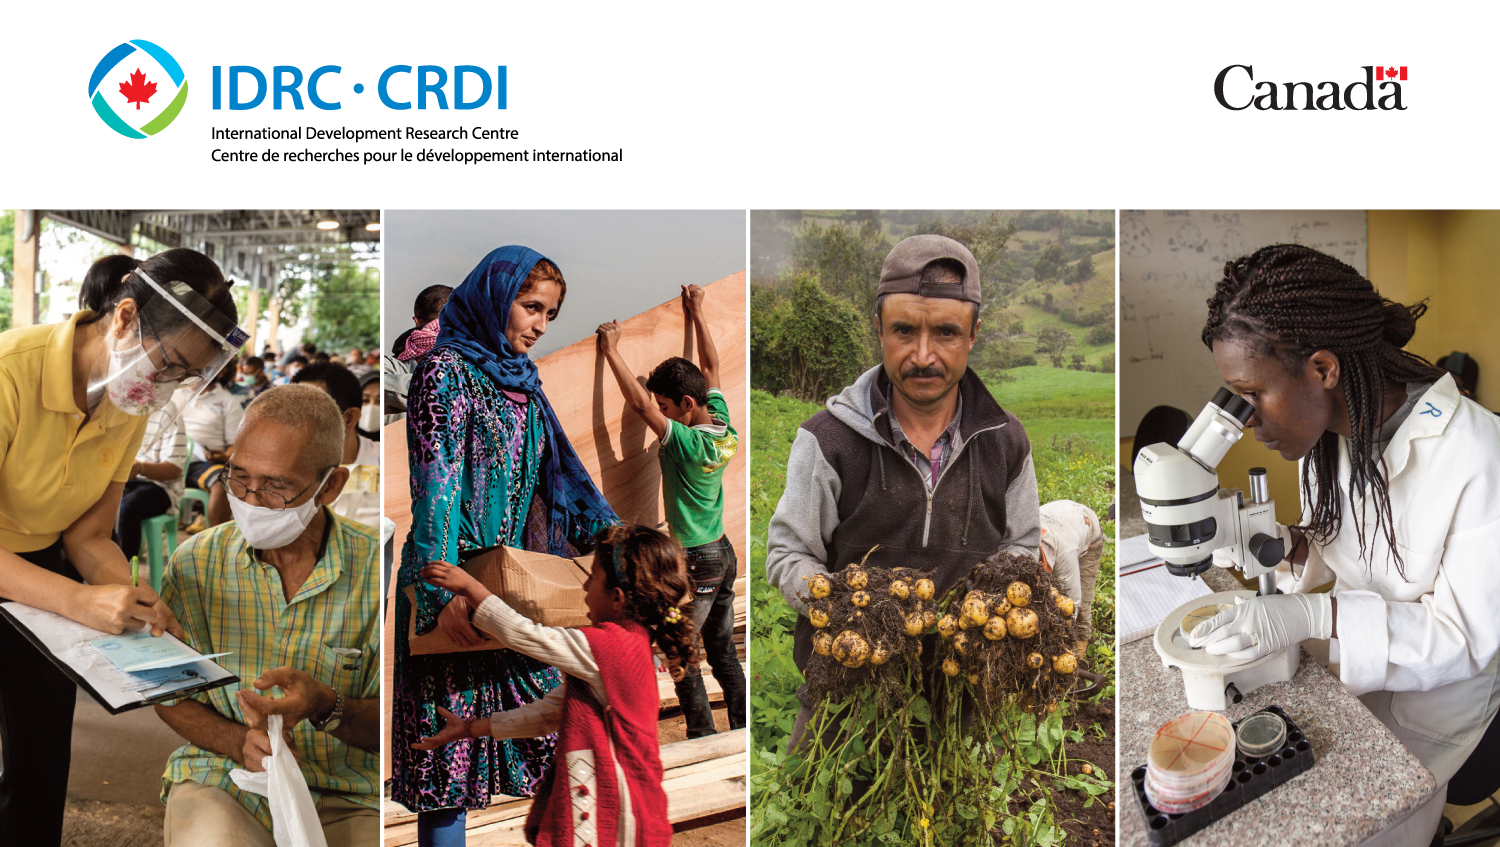 IDRC · CRDI
International Development Research Centre
Centre de recherches pour le développement international
Canada
R